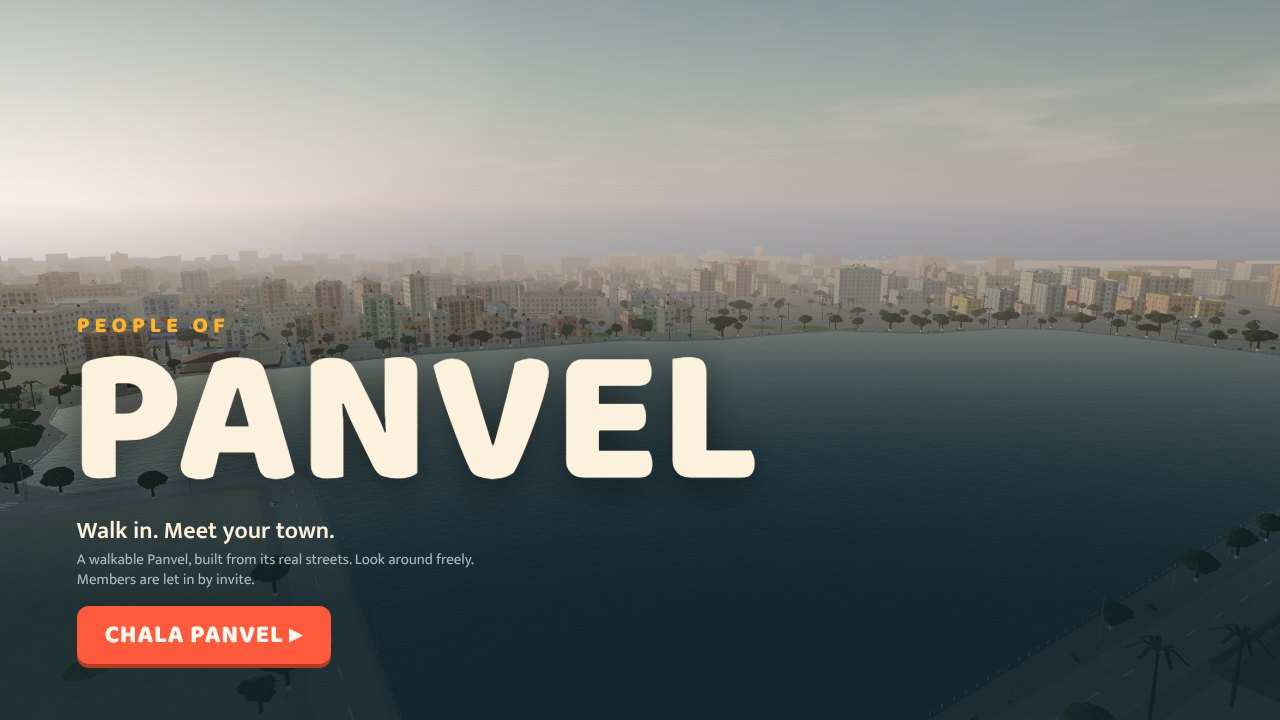 PEOPLE OF
PANVEL
Walk in. Meet your town.
A walkable Panvel, built from its real streets. Look around freely.
Members are let in by invite.
CHALA PANVEL ▸